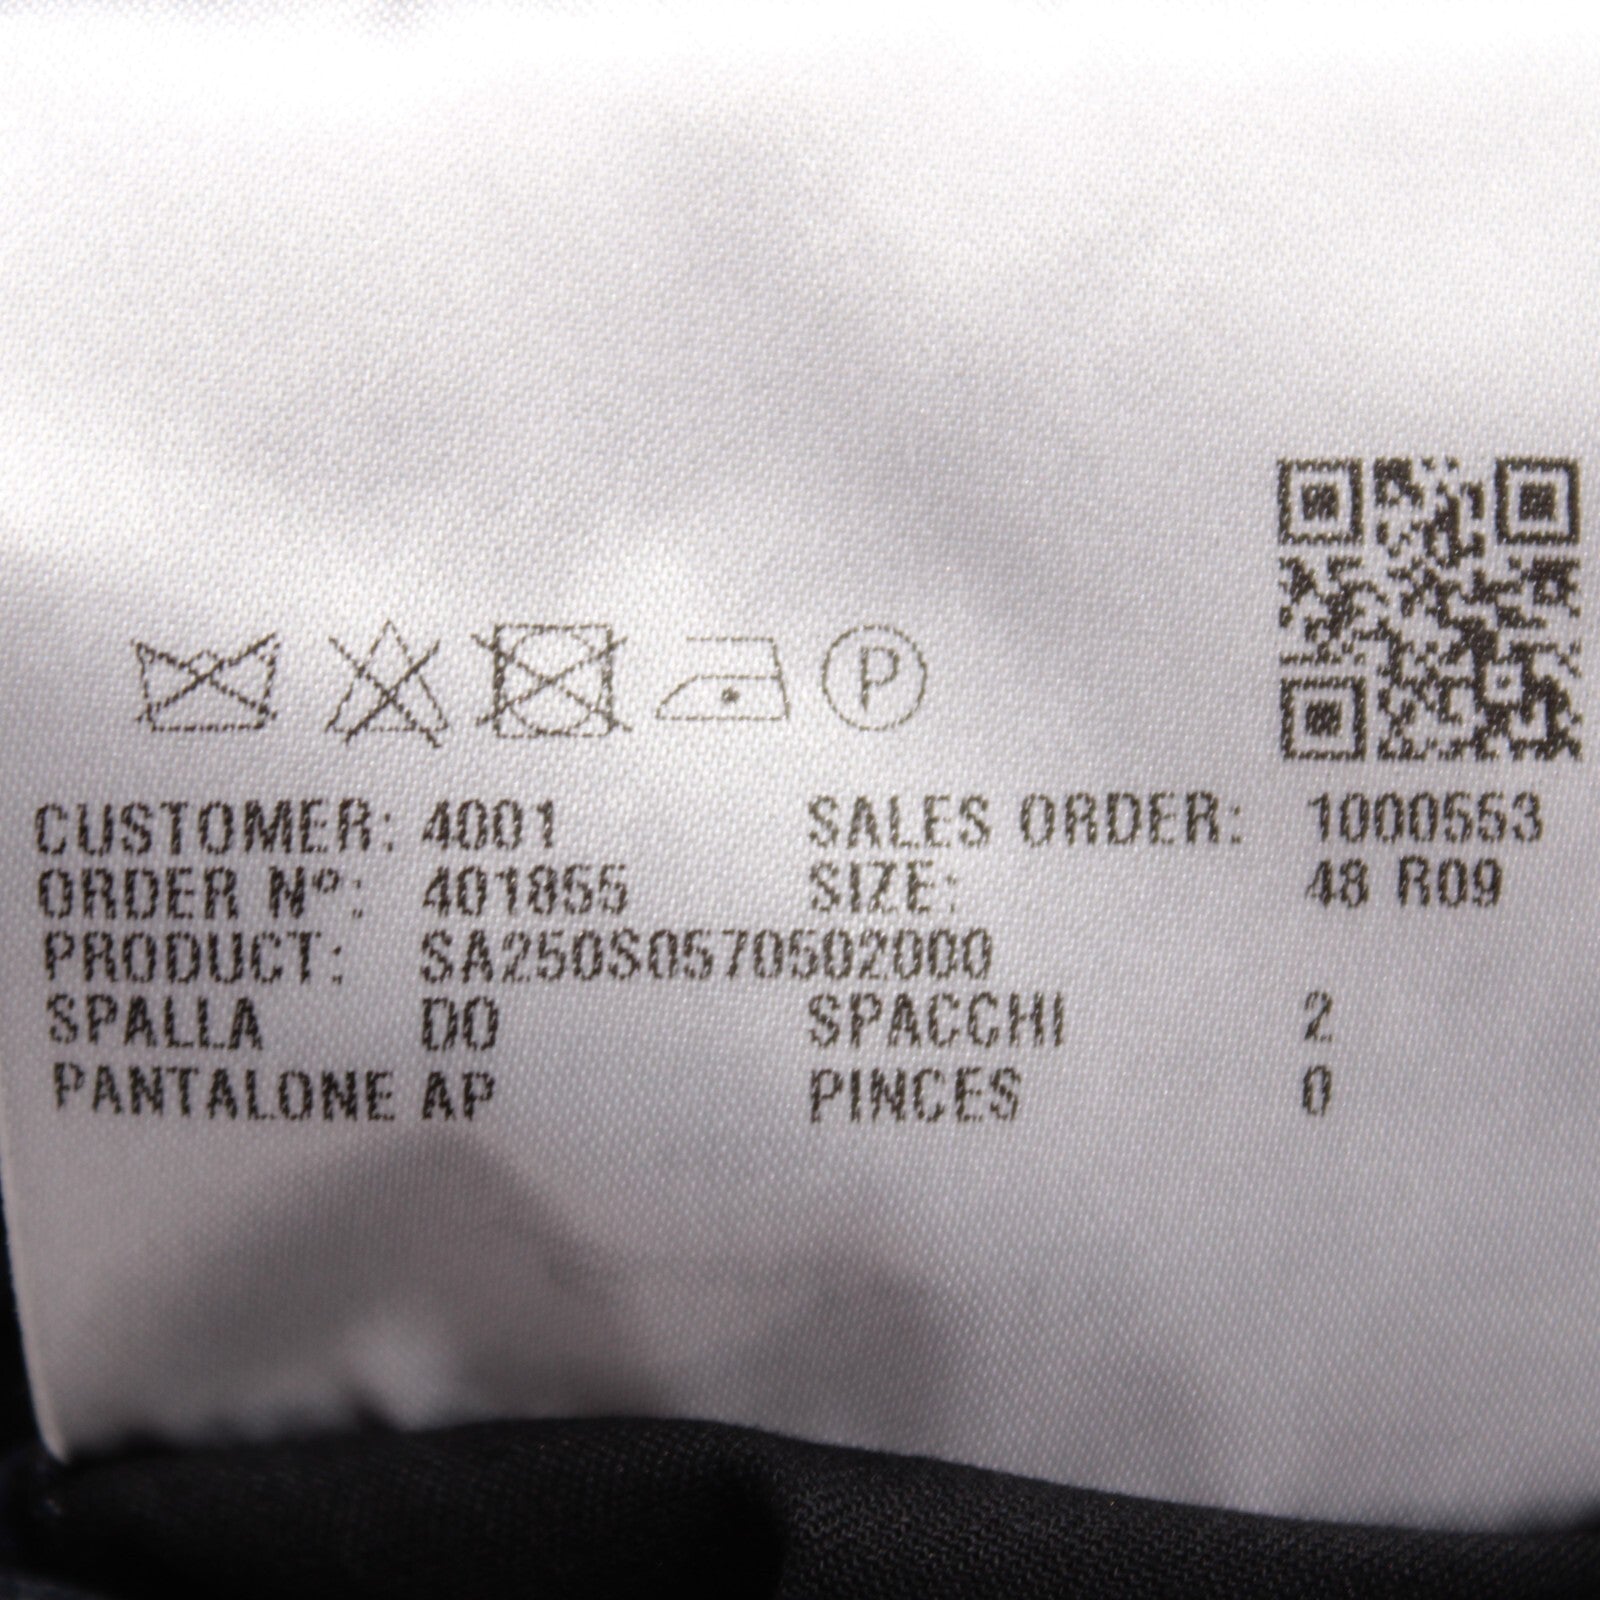 P
CUSTOMER: 4001 SALES ORDER: 1000553
ORDER Nº: 401855 SIZE: 48 R09
PRODUCT: SA250S0570502000
SPALLA DO SPACCHI 2
PANTALONE AP PINCES 0